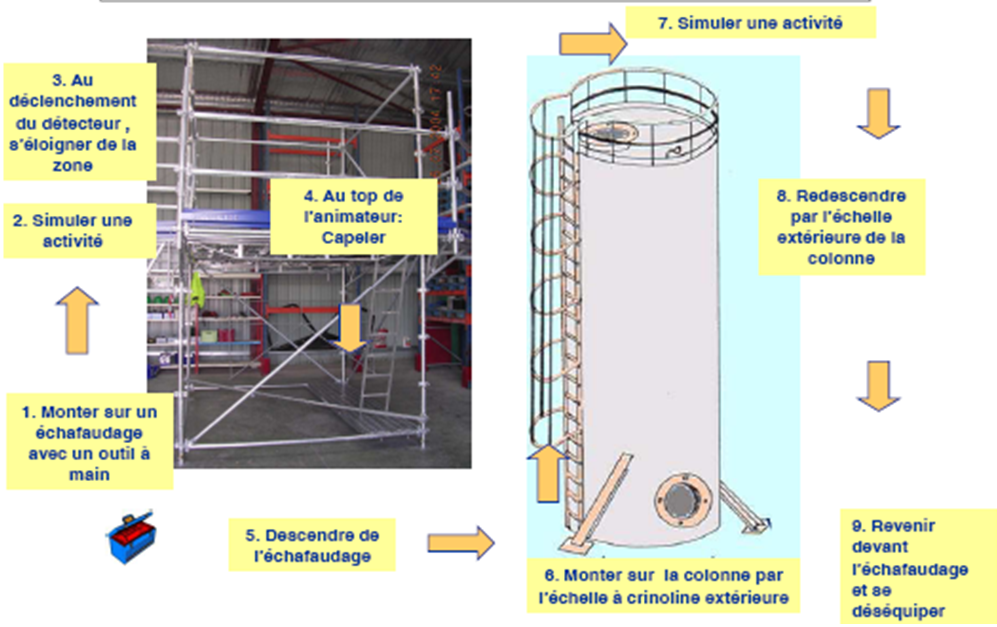 7. Simuler une activité
3. Au
déclenchement
du détecteur ,
s'éloigner de la
zone
4. Au top de
l'animateur:
Capeler
8. Redescendre
par l'échelle
extérieure de la
colonne
2. Simuler une
activité
1. Monter sur un
échafaudage
avec un outil à
main
5. Descendre de
l'échafaudage
6. Monter sur la colonne par
l'échelle à crinoline extérieure
9. Revenir
devant
l'échafaudage
et se
déséquiper